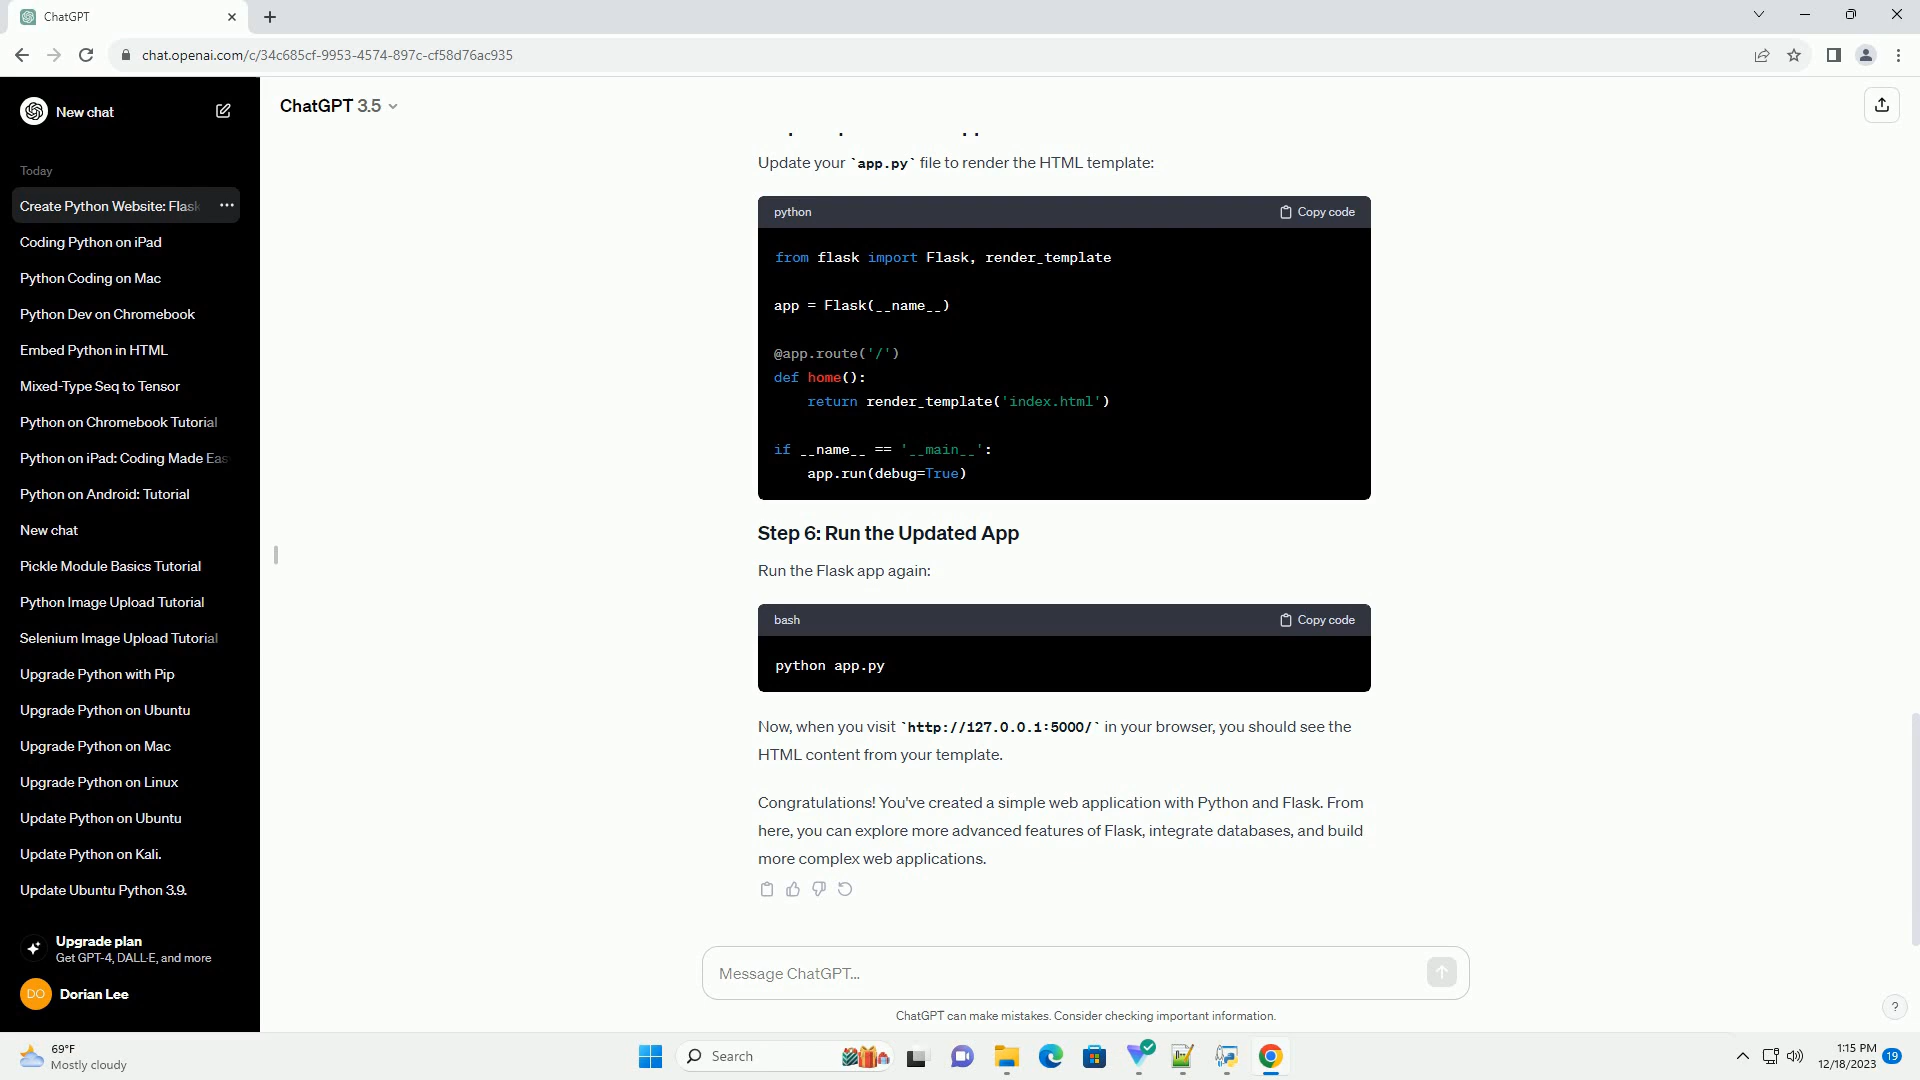 ChatGPT
chat.openai.com/c/34c685cf-9953-4574-897c-cf58d76ac935
New chat
Today
Create Python Website: Flask
Coding Python on iPad
Python Coding on Mac
Python Dev on Chromebook
Embed Python in HTML
Mixed-Type Seq to Tensor
Python on Chromebook Tutorial
Python on iPad: Coding Made Eas
Python on Android: Tutorial
New chat
Pickle Module Basics Tutorial
Python Image Upload Tutorial
Selenium Image Upload Tutorial
Upgrade Python with Pip
Upgrade Python on Ubuntu
Upgrade Python on Mac
Upgrade Python on Linux
Update Python on Ubuntu
Update Python on Kali.
Update Ubuntu Python 3.9.
Upgrade plan
Get GPT-4, DALL·E, and more
DO
Dorian Lee
ChatGPT 3.5
Update your `app.py` file to render the HTML template:
python
Copy code
from flask import Flask, render_template
app = Flask(__name__)
@app.route('/')
def home():
    return render_template('index.html')
if __name__ == '__main__':
    app.run(debug=True)
Step 6: Run the Updated App
Run the Flask app again:
bash
Copy code
python app.py
Now, when you visit `http://127.0.0.1:5000/` in your browser, you should see the
HTML content from your template.
Congratulations! You've created a simple web application with Python and Flask. From
here, you can explore more advanced features of Flask, integrate databases, and build
more complex web applications.
Message ChatGPT...
ChatGPT can make mistakes. Consider checking important information.
?
69°F
Mostly cloudy
Search
1:15 PM
12/18/2023
19